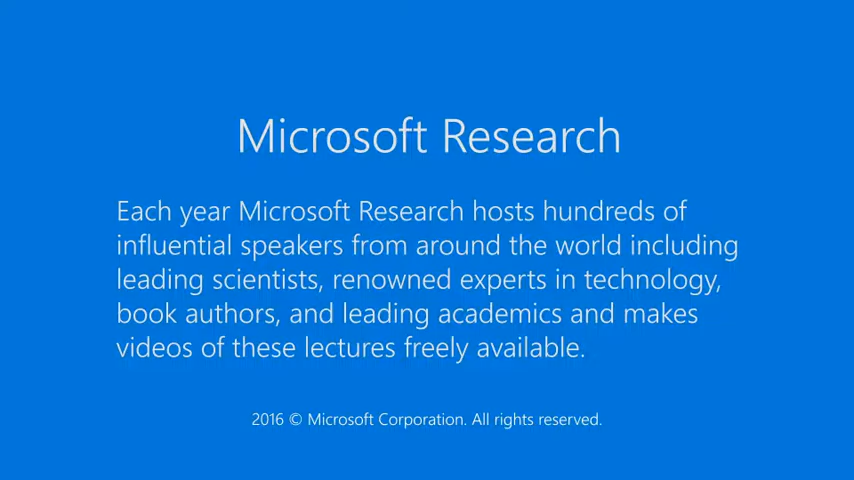 Microsoft Research
Each year Microsoft Research hosts hundreds of
influential speakers from around the world including
leading scientists, renowned experts in technology,
book authors, and leading academics and makes
videos of these lectures freely available.
2016 © Microsoft Corporation. All rights reserved.